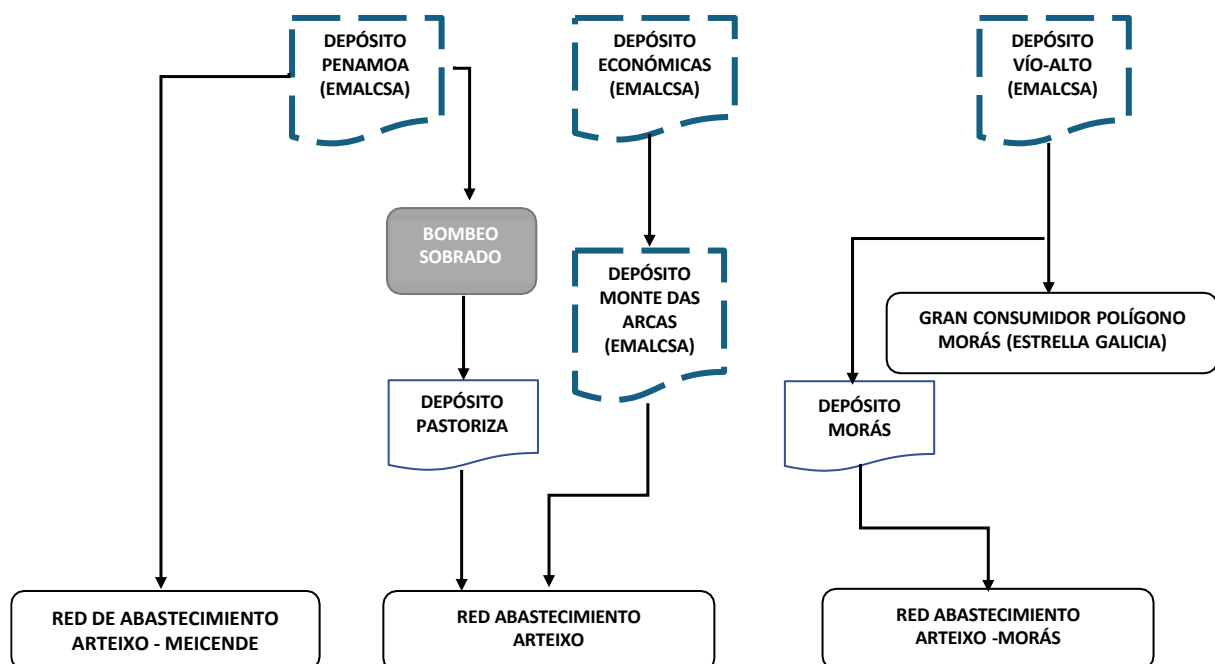 DEPÓSITO
PENAMOA
(EMALCSA)
DEPÓSITO
ECONÓMICAS
(EMALCSA)
DEPÓSITO
VÍO-ALTO
(EMALCSA)
BOMBEO
SOBRADO
DEPÓSITO
MONTE DAS
ARCAS
(EMALCSA)
GRAN CONSUMIDOR POLÍGONO
MORÁS (ESTRELLA GALICIA)
DEPÓSITO
PASTORIZA
DEPÓSITO
MORÁS
RED DE ABASTECIMIENTO
ARTEIXO - MEICENDE
RED ABASTECIMIENTO
ARTEIXO
RED ABASTECIMIENTO
ARTEIXO -MORÁS